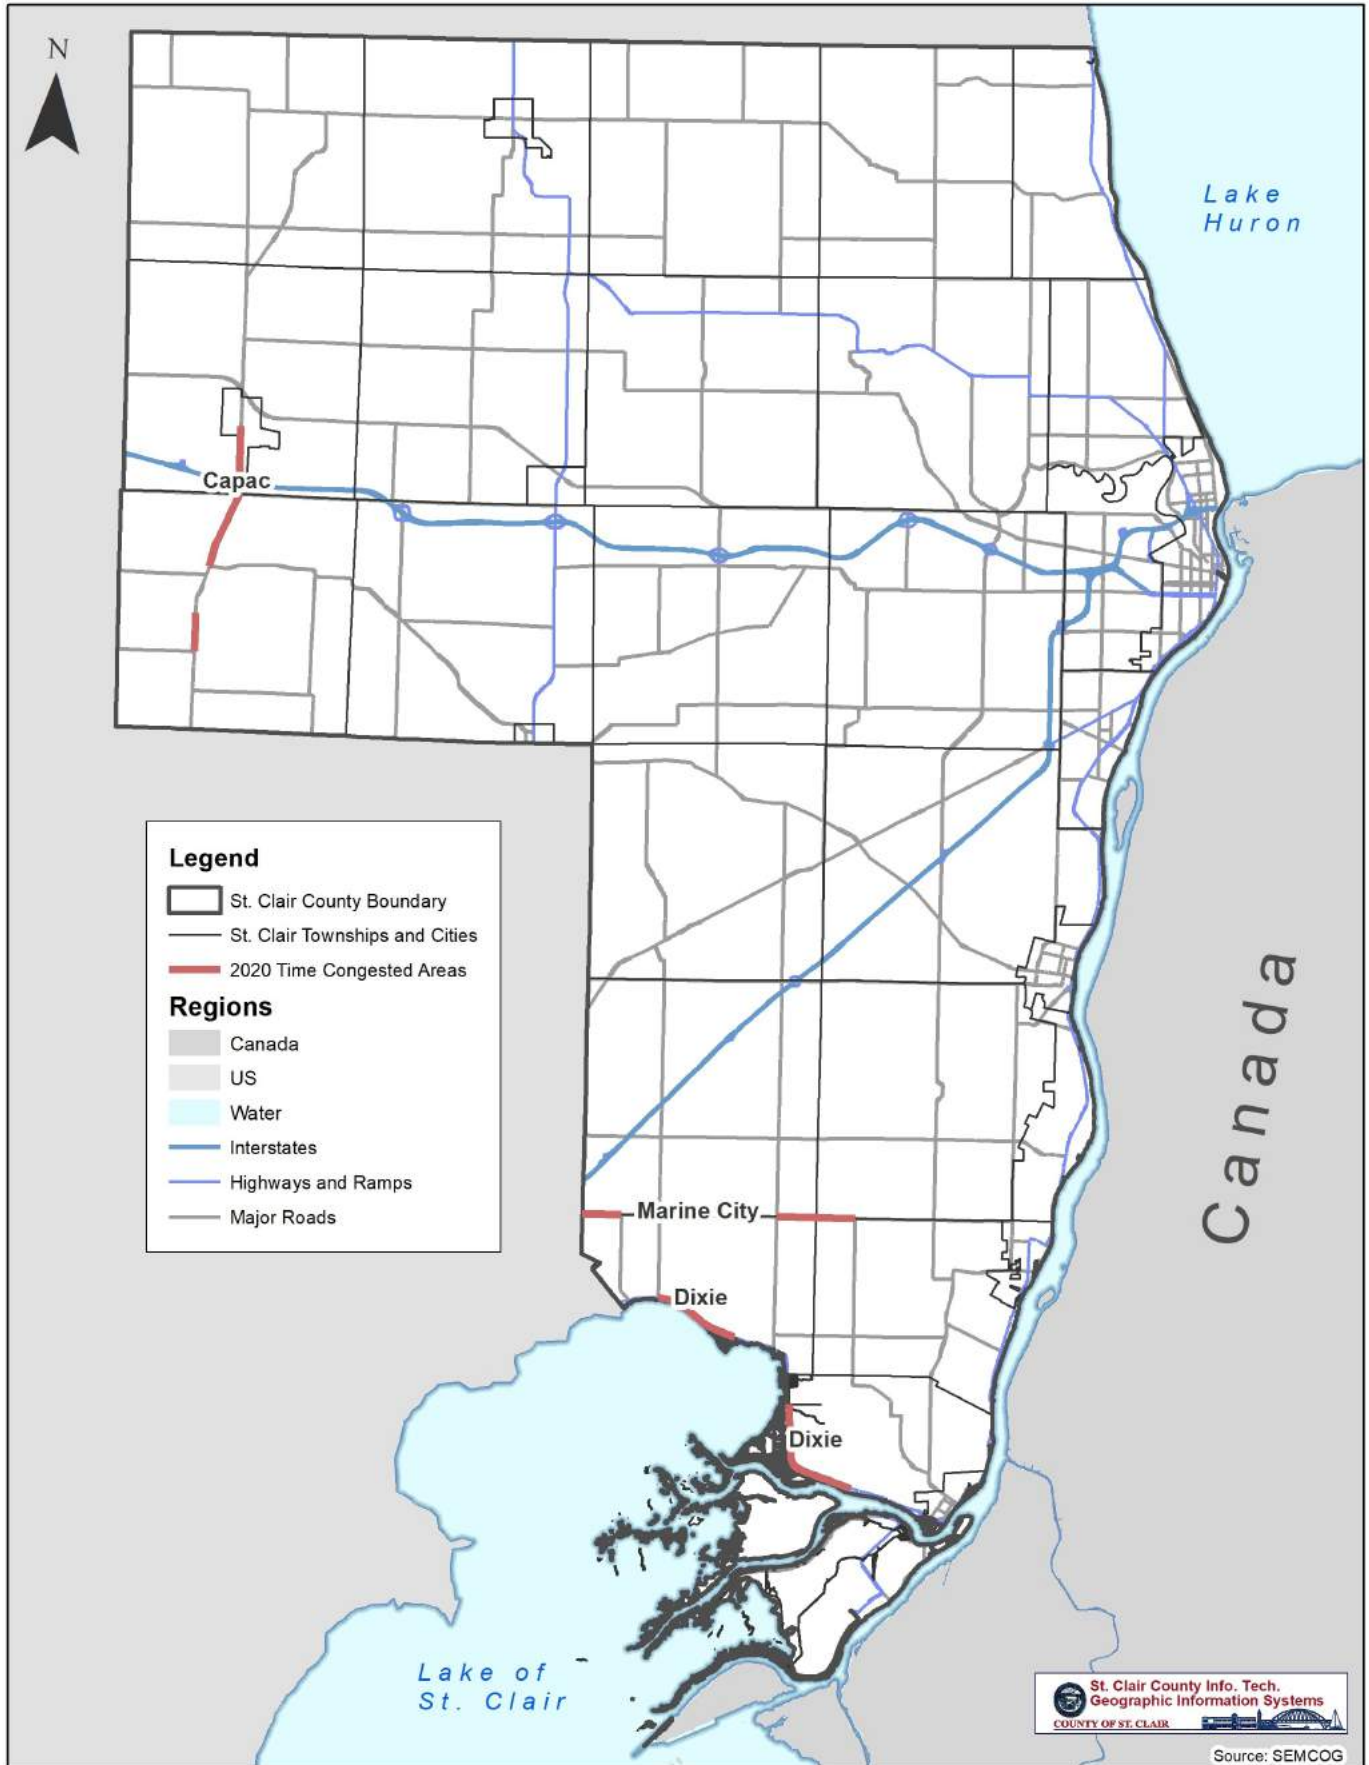 N
Lake
Huron
Capac
Legend
St. Clair County Boundary
St. Clair Townships and Cities
2020 Time Congested Areas
Regions
Canada
US
Water
Interstates
Highways and Ramps
Major Roads
Canada
Marine City
Dixie
Dixie
Lake of
St. Clair
St. Clair County Info. Tech.
Geographic Information Systems
COUNTY OF ST. CLAIR
Source: SEMCOG